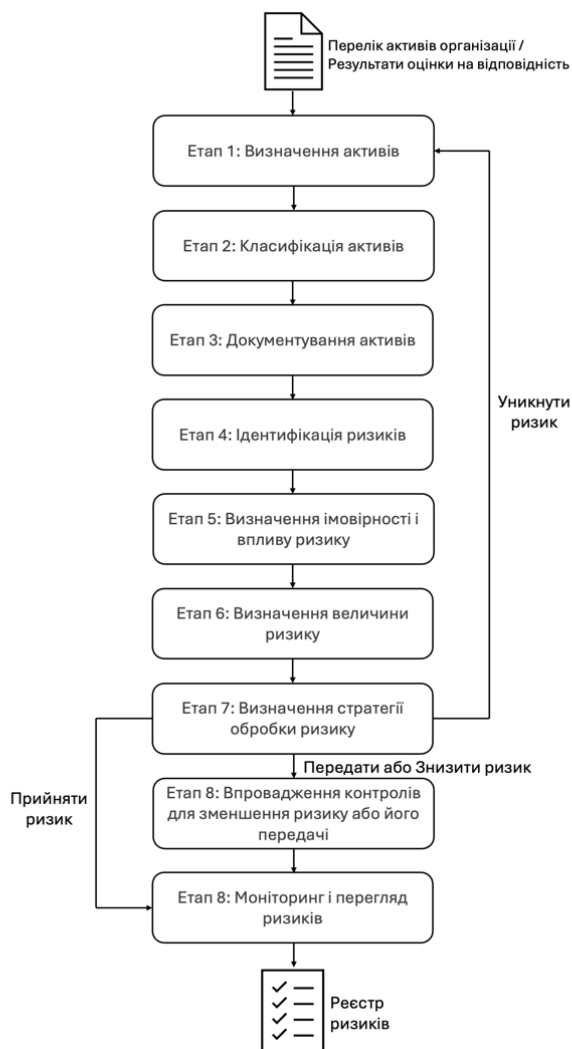 Перелік активів організації /
Результати оцінки на відповідність
Етап 1: Визначення активів
Етап 2: Класифікація активів
Етап 3: Документування активів
Уникнути
ризик
Етап 4: Ідентифікація ризиків
Етап 5: Визначення імовірності і
впливу ризику
Етап 6: Визначення величини
ризику
Етап 7: Визначення стратегії
обробки ризику
Передати або Знизити ризик
Прийняти
ризик
Етап 8: Впровадження контролів
для зменшення ризику або його
передачі
Етап 8: Моніторинг і перегляд
ризиків
Реєстр
ризиків